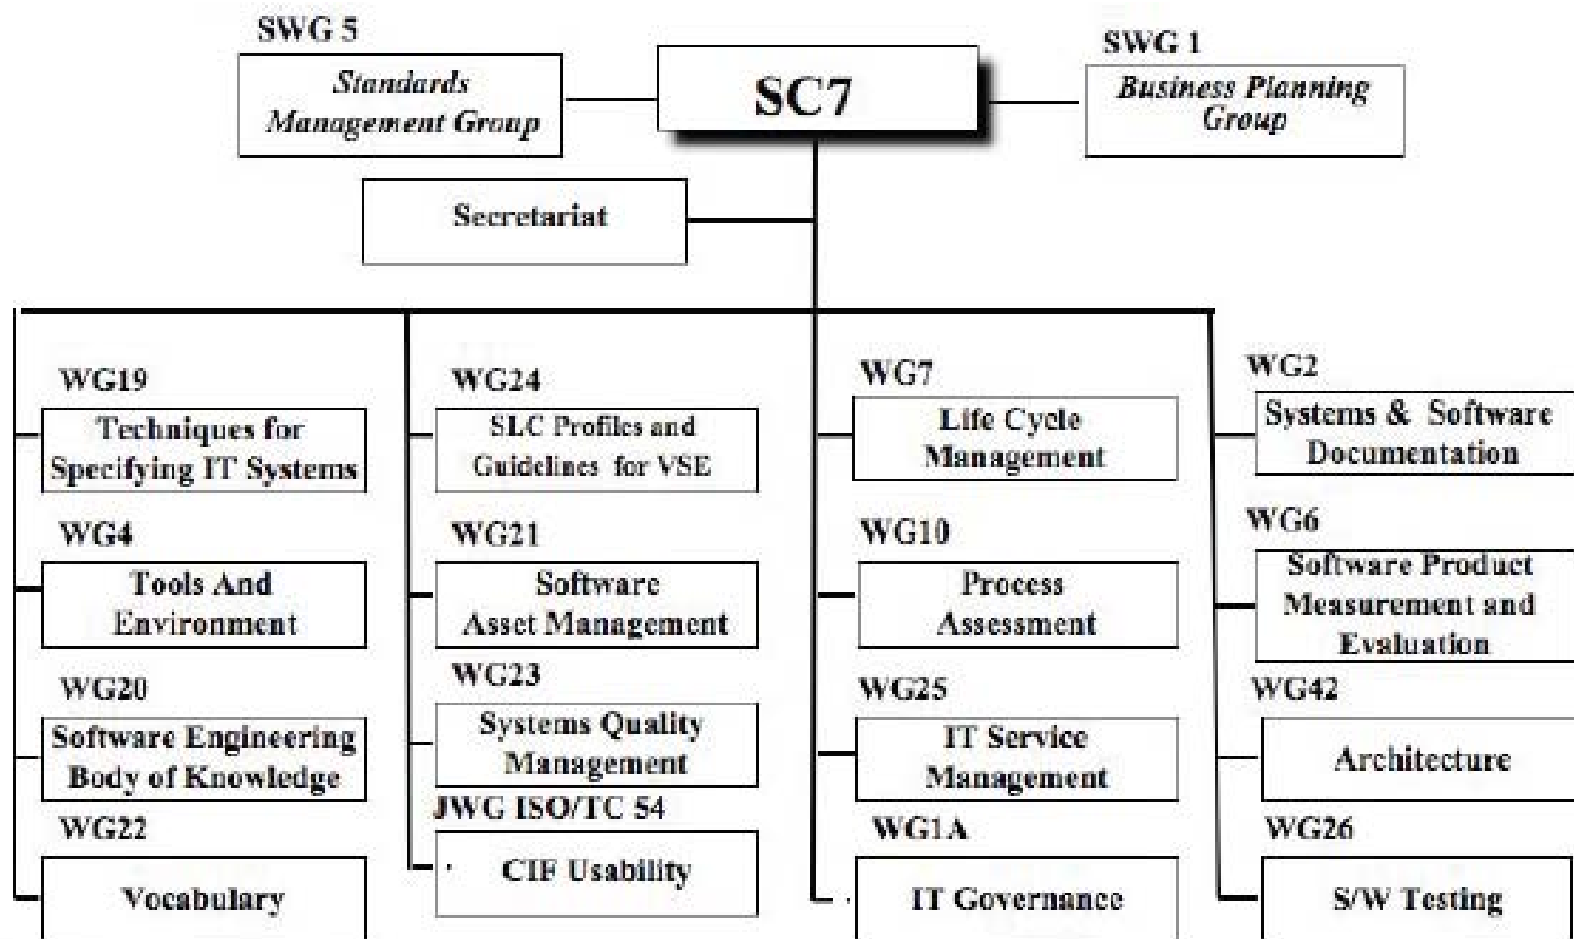 SWG 5
Standards
Management Group
SC7
SWG 1
Business Planning
Group
Secretariat
WG19
Techniques for
Specifying IT Systems
WG4
Tools And
Environment
WG20
Software Engineering
Body of Knowledge
WG22
Vocabulary
WG24
SLC Profiles and
Guidelines for VSE
WG21
Software
Asset Management
WG23
Systems Quality
Management
JWG ISO/TC 54
CIF Usability
WG7
Life Cycle
Management
WG10
Process
Assessment
WG25
IT Service
Management
WG1A
IT Governance
WG2
Systems & Software
Documentation
WG6
Software Product
Measurement and
Evaluation
WG42
Architecture
WG26
S/W Testing